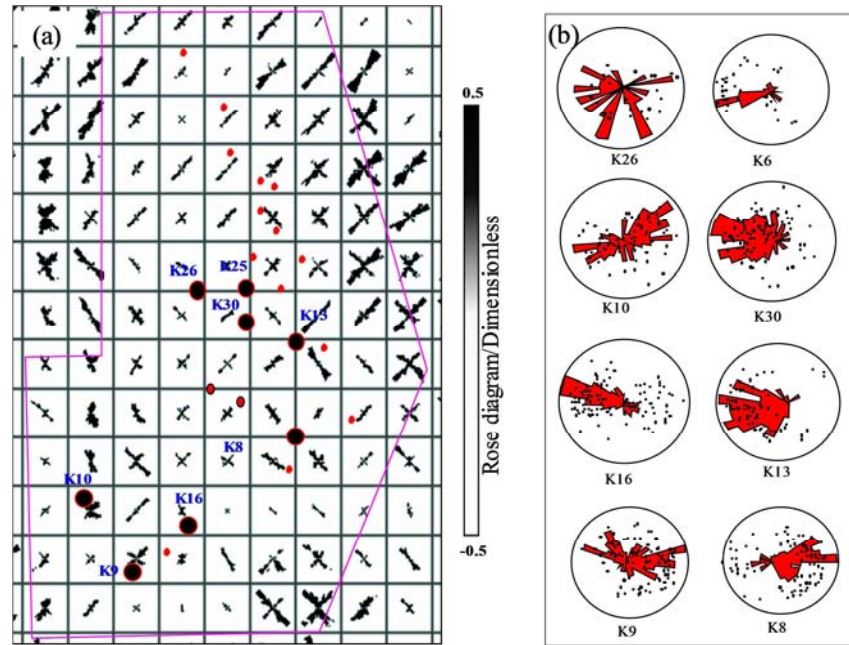 (a)
K26
K25
K30
K13
K8
K10
K16
K9
0.5
Rose diagram/Dimensionless
-0.5
(b)
K26
K6
K10
K30
K16
K13
K9
K8